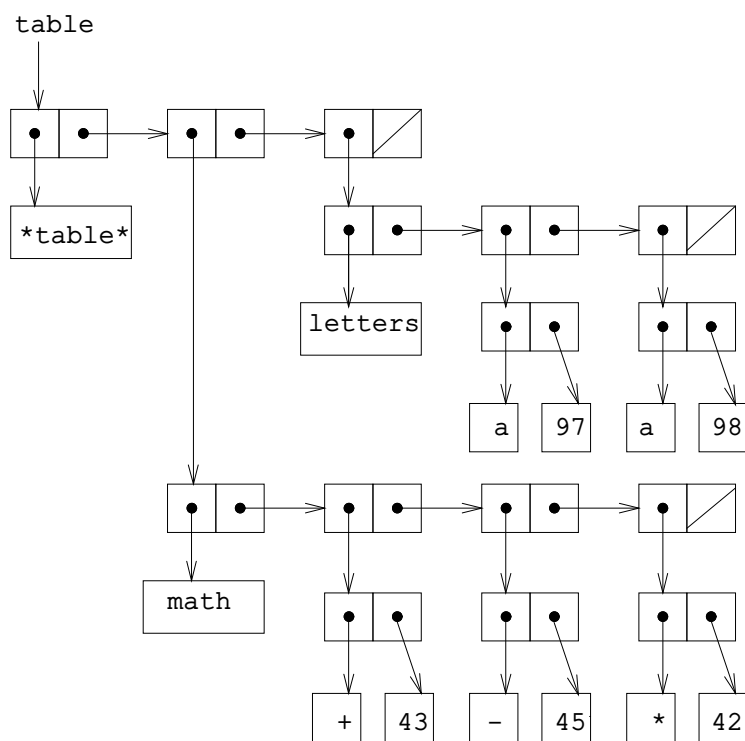 table
*table*
letters
a 97 a 98
math
+ 43 - 45 * 42